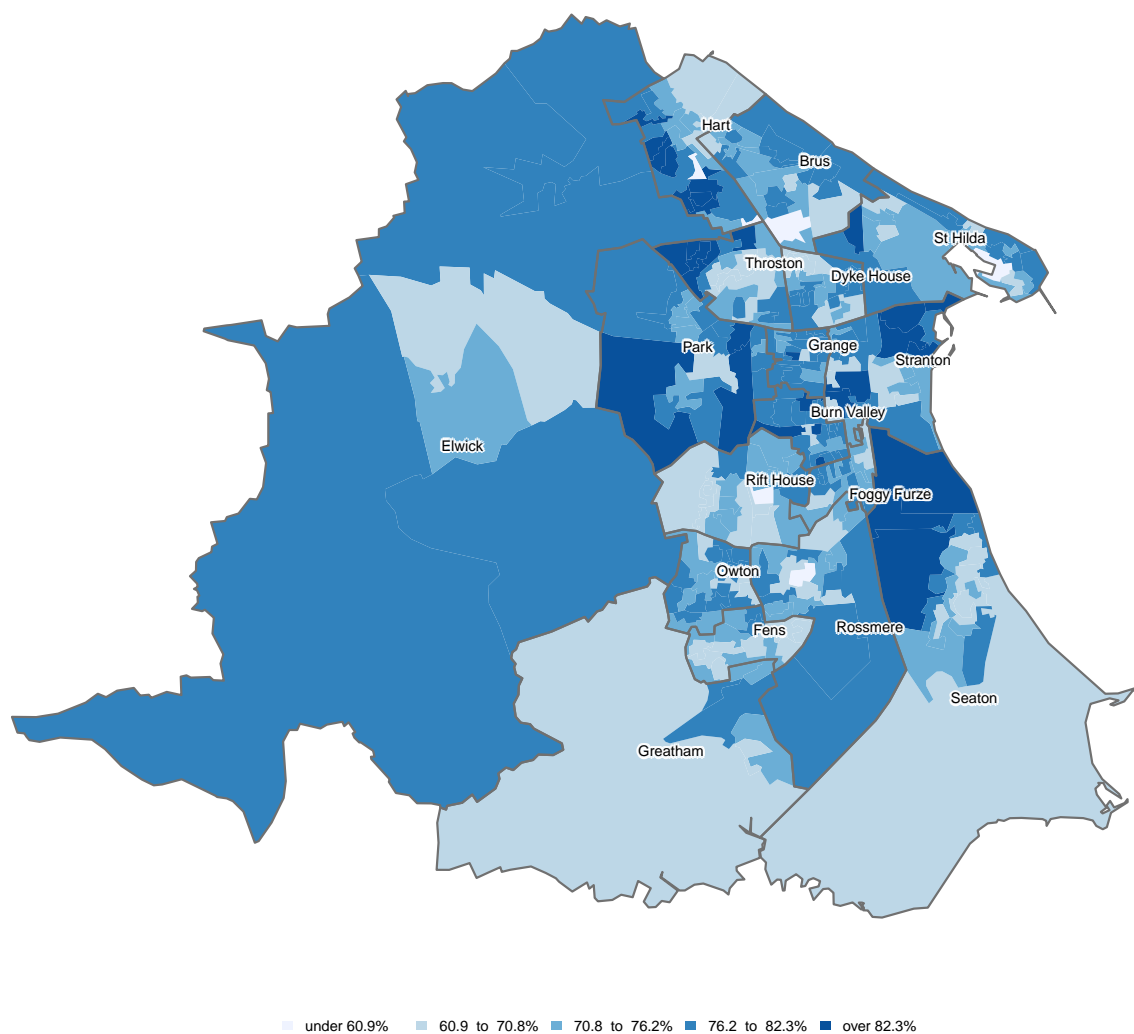 Hart
Brus
St Hilda
Throston
Dyke House
Park
Grange
Stranton
Burn Valley
Elwick
Rift House
Foggy Furze
Owton
Fens
Rossmere
Seaton
Greatham
under 60.9% 60.9 to 70.8% 70.8 to 76.2% 76.2 to 82.3% over 82.3%